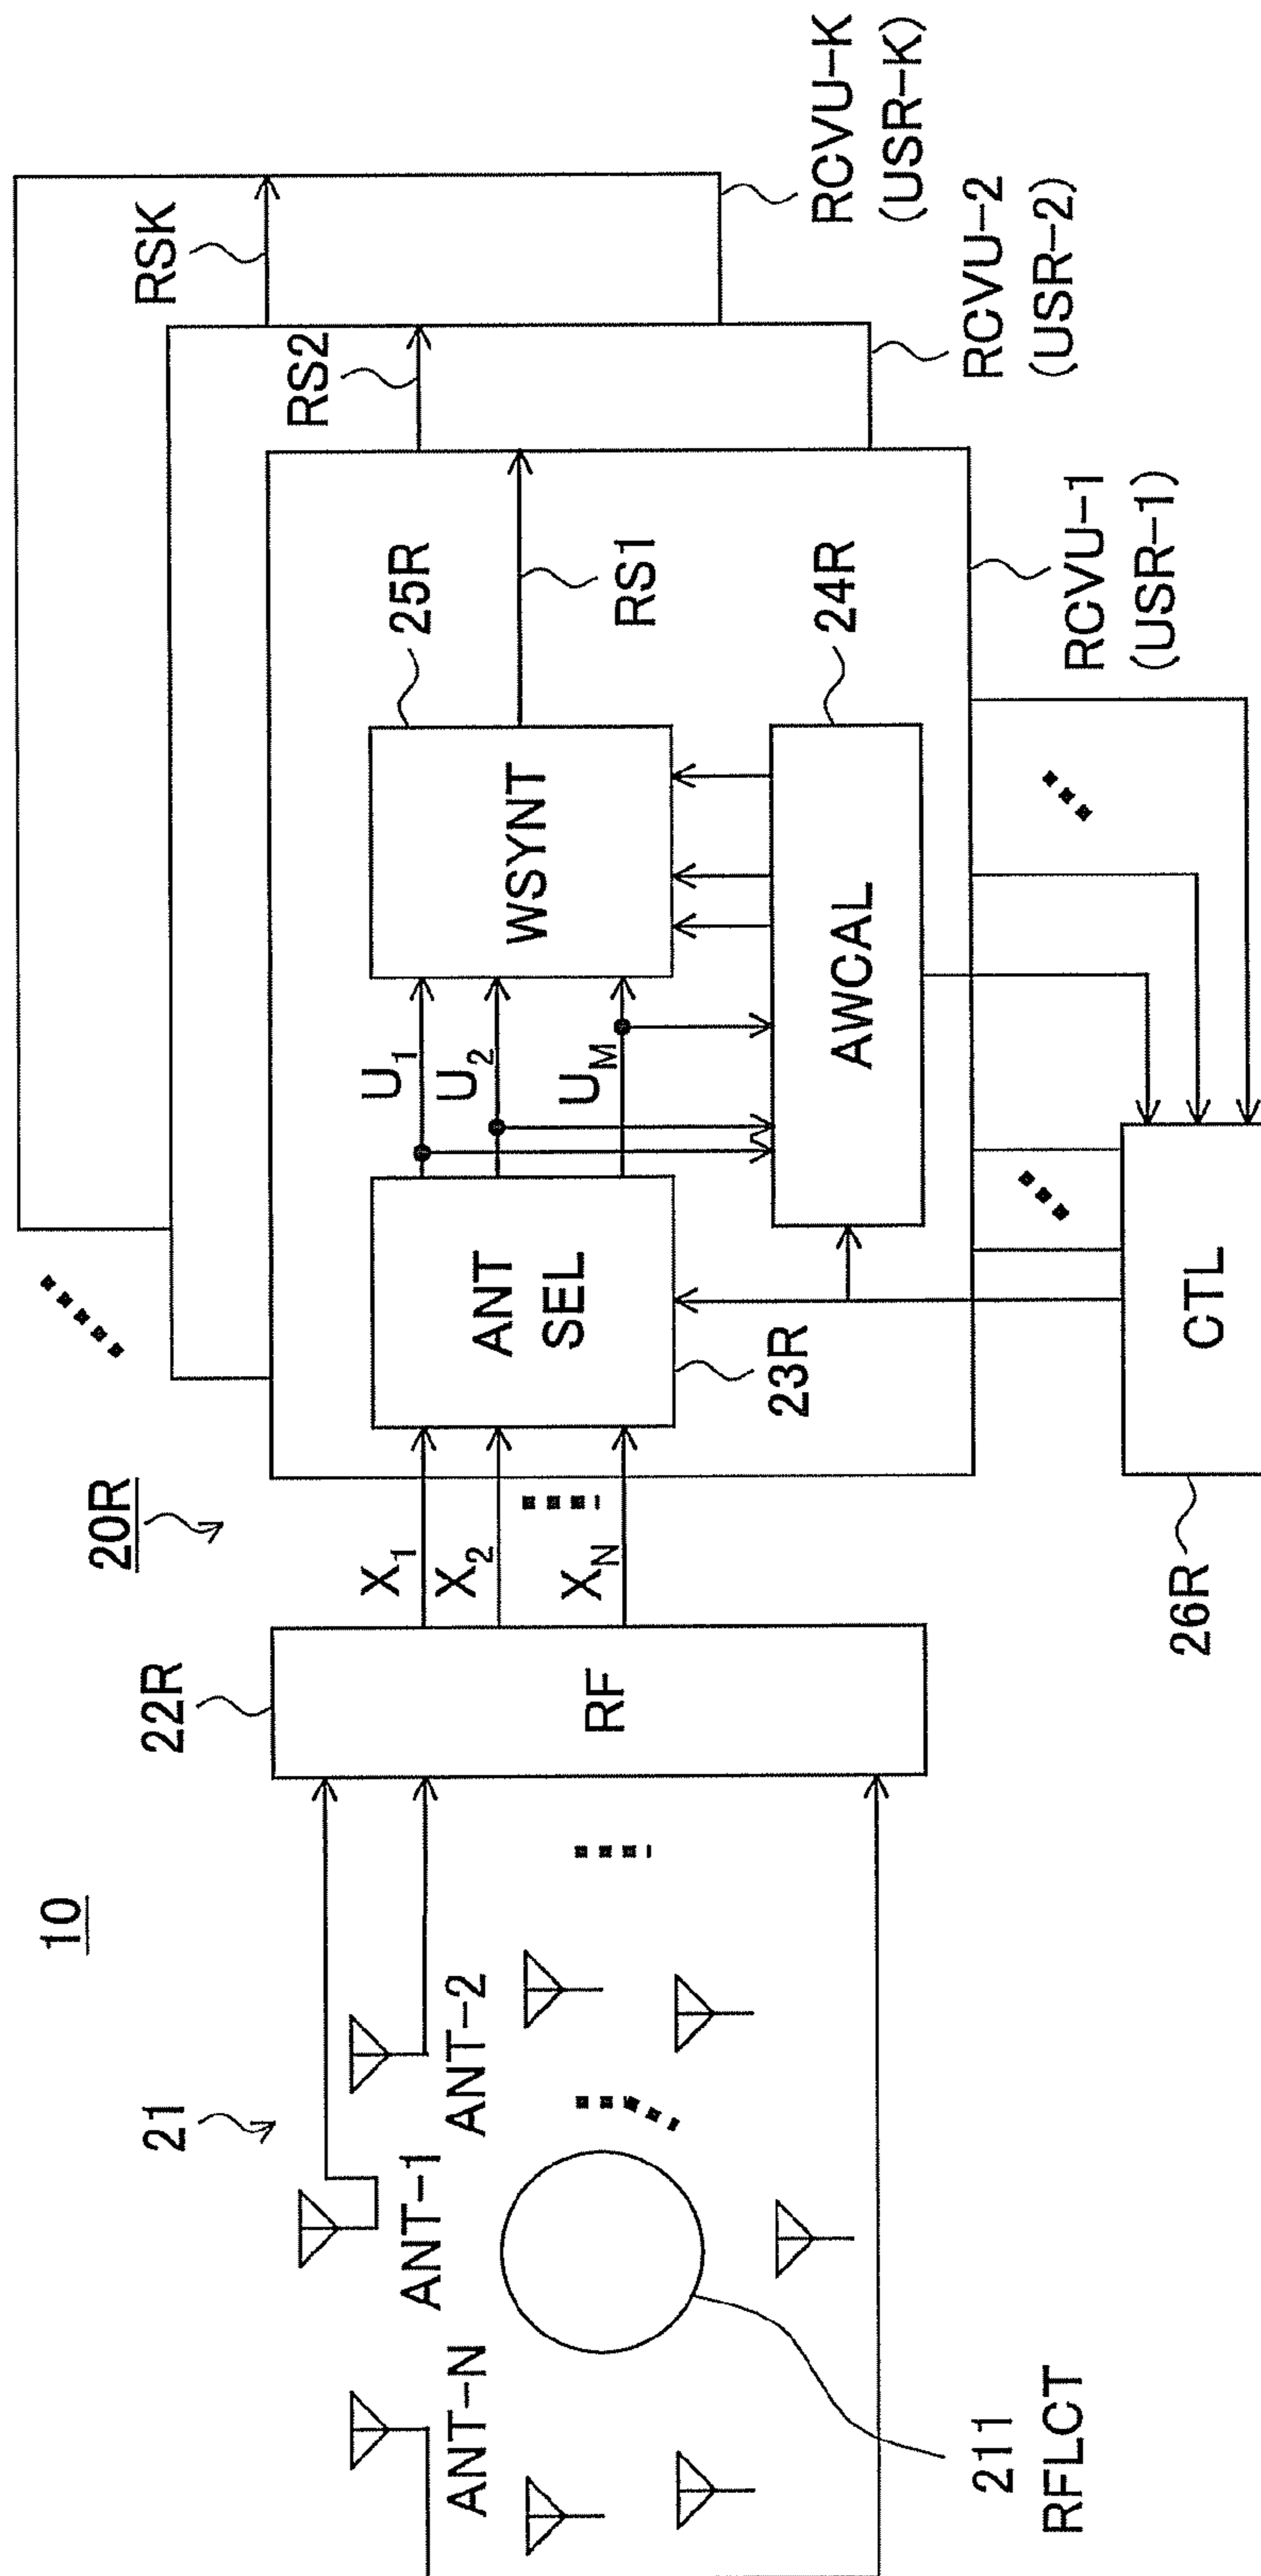 10
21
ANT-N
ANT-1
ANT-2
211
RFLCT
22R
RF
20R
X1
X2
XN
ANT
SEL
23R
U1
U2
UM
WSYNT
25R
AWCAL
24R
RS1
RS2
RSK
CTL
26R
RCVU-1
(USR-1)
RCVU-2
(USR-2)
RCVU-K
(USR-K)